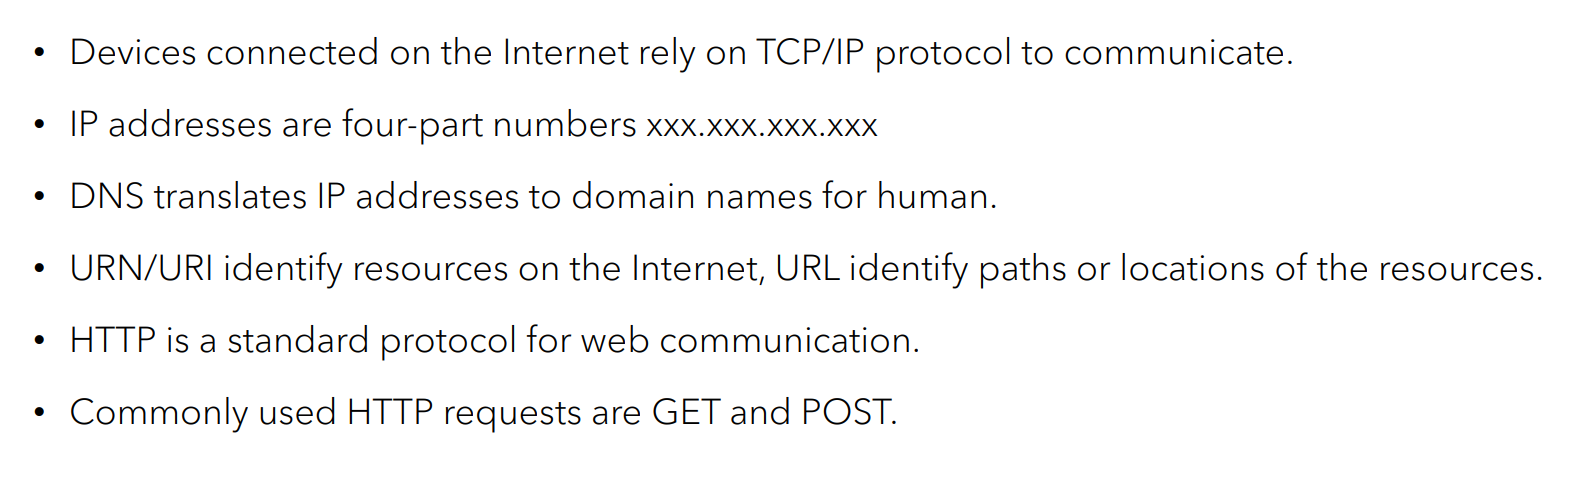 • Devices connected on the Internet rely on TCP/IP protocol to communicate.
• IP addresses are four-part numbers xxx.xxx.xxx.xxx
• DNS translates IP addresses to domain names for human.
• URN/URI identify resources on the Internet, URL identify paths or locations of the resources.
• HTTP is a standard protocol for web communication.
• Commonly used HTTP requests are GET and POST.